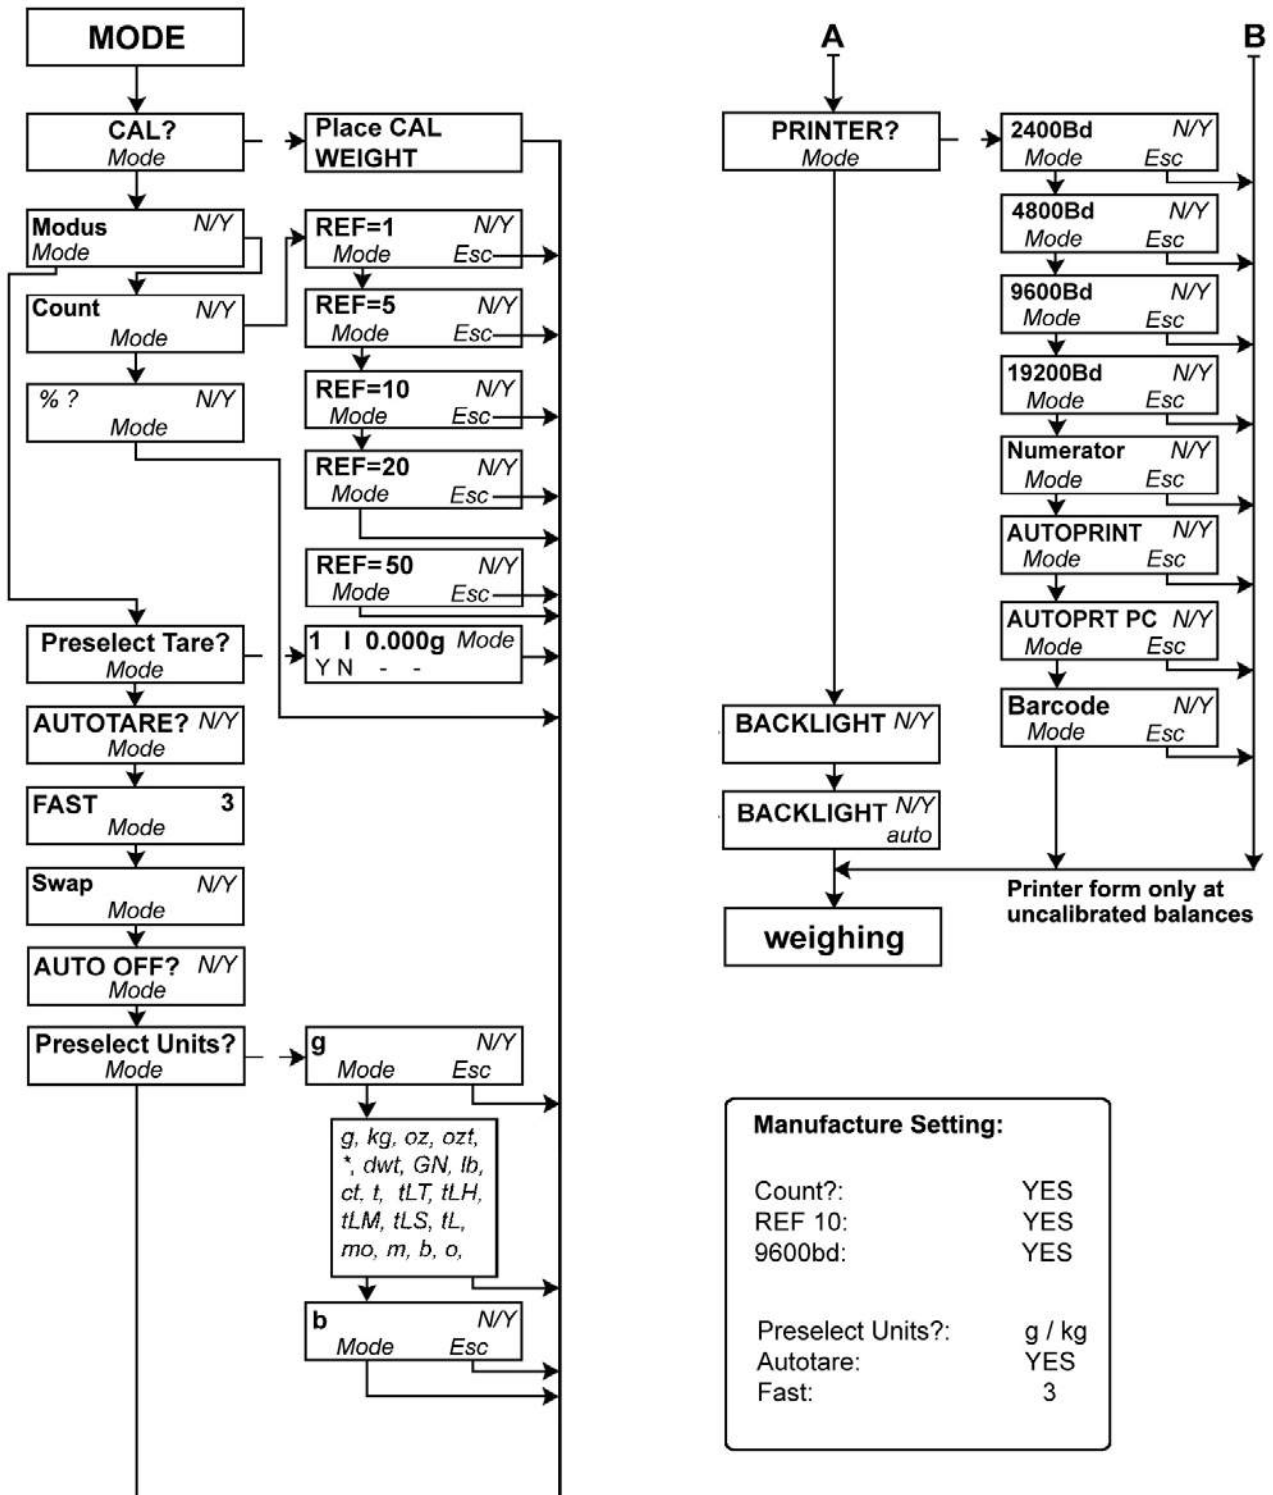 MODE
CAL?
Mode
Place CAL
WEIGHT
Modus N/Y
Mode
Count N/Y
Mode
% ? N/Y
Mode
REF=1 N/Y
Mode Esc
REF=5 N/Y
Mode Esc
REF=10 N/Y
Mode Esc
REF=20 N/Y
Mode Esc
REF=50 N/Y
Mode Esc
Preselect Tare?
Mode
1 I 0.000g Mode
Y N - -
AUTOTARE? N/Y
Mode
FAST 3
Mode
Swap N/Y
Mode
AUTO OFF? N/Y
Mode
Preselect Units?
Mode
g N/Y
Mode Esc
g, kg, oz, ozt,
*, dwt, GN, lb,
ct, t, tLT, tLH,
tLM, tLS, tL,
mo, m, b, o,
b N/Y
Mode Esc
A
B
PRINTER?
Mode
2400Bd N/Y
Mode Esc
4800Bd N/Y
Mode Esc
9600Bd N/Y
Mode Esc
19200Bd N/Y
Mode Esc
Numerator N/Y
Mode Esc
AUTOPRINT N/Y
Mode Esc
AUTOPRT PC N/Y
Mode Esc
Barcode N/Y
Mode Esc
BACKLIGHT N/Y
BACKLIGHT N/Y
auto
Printer form only at
uncalibrated balances
weighing
Manufacture Setting:
Count?: YES
REF 10: YES
9600bd: YES
Preselect Units?: g / kg
Autotare: YES
Fast: 3